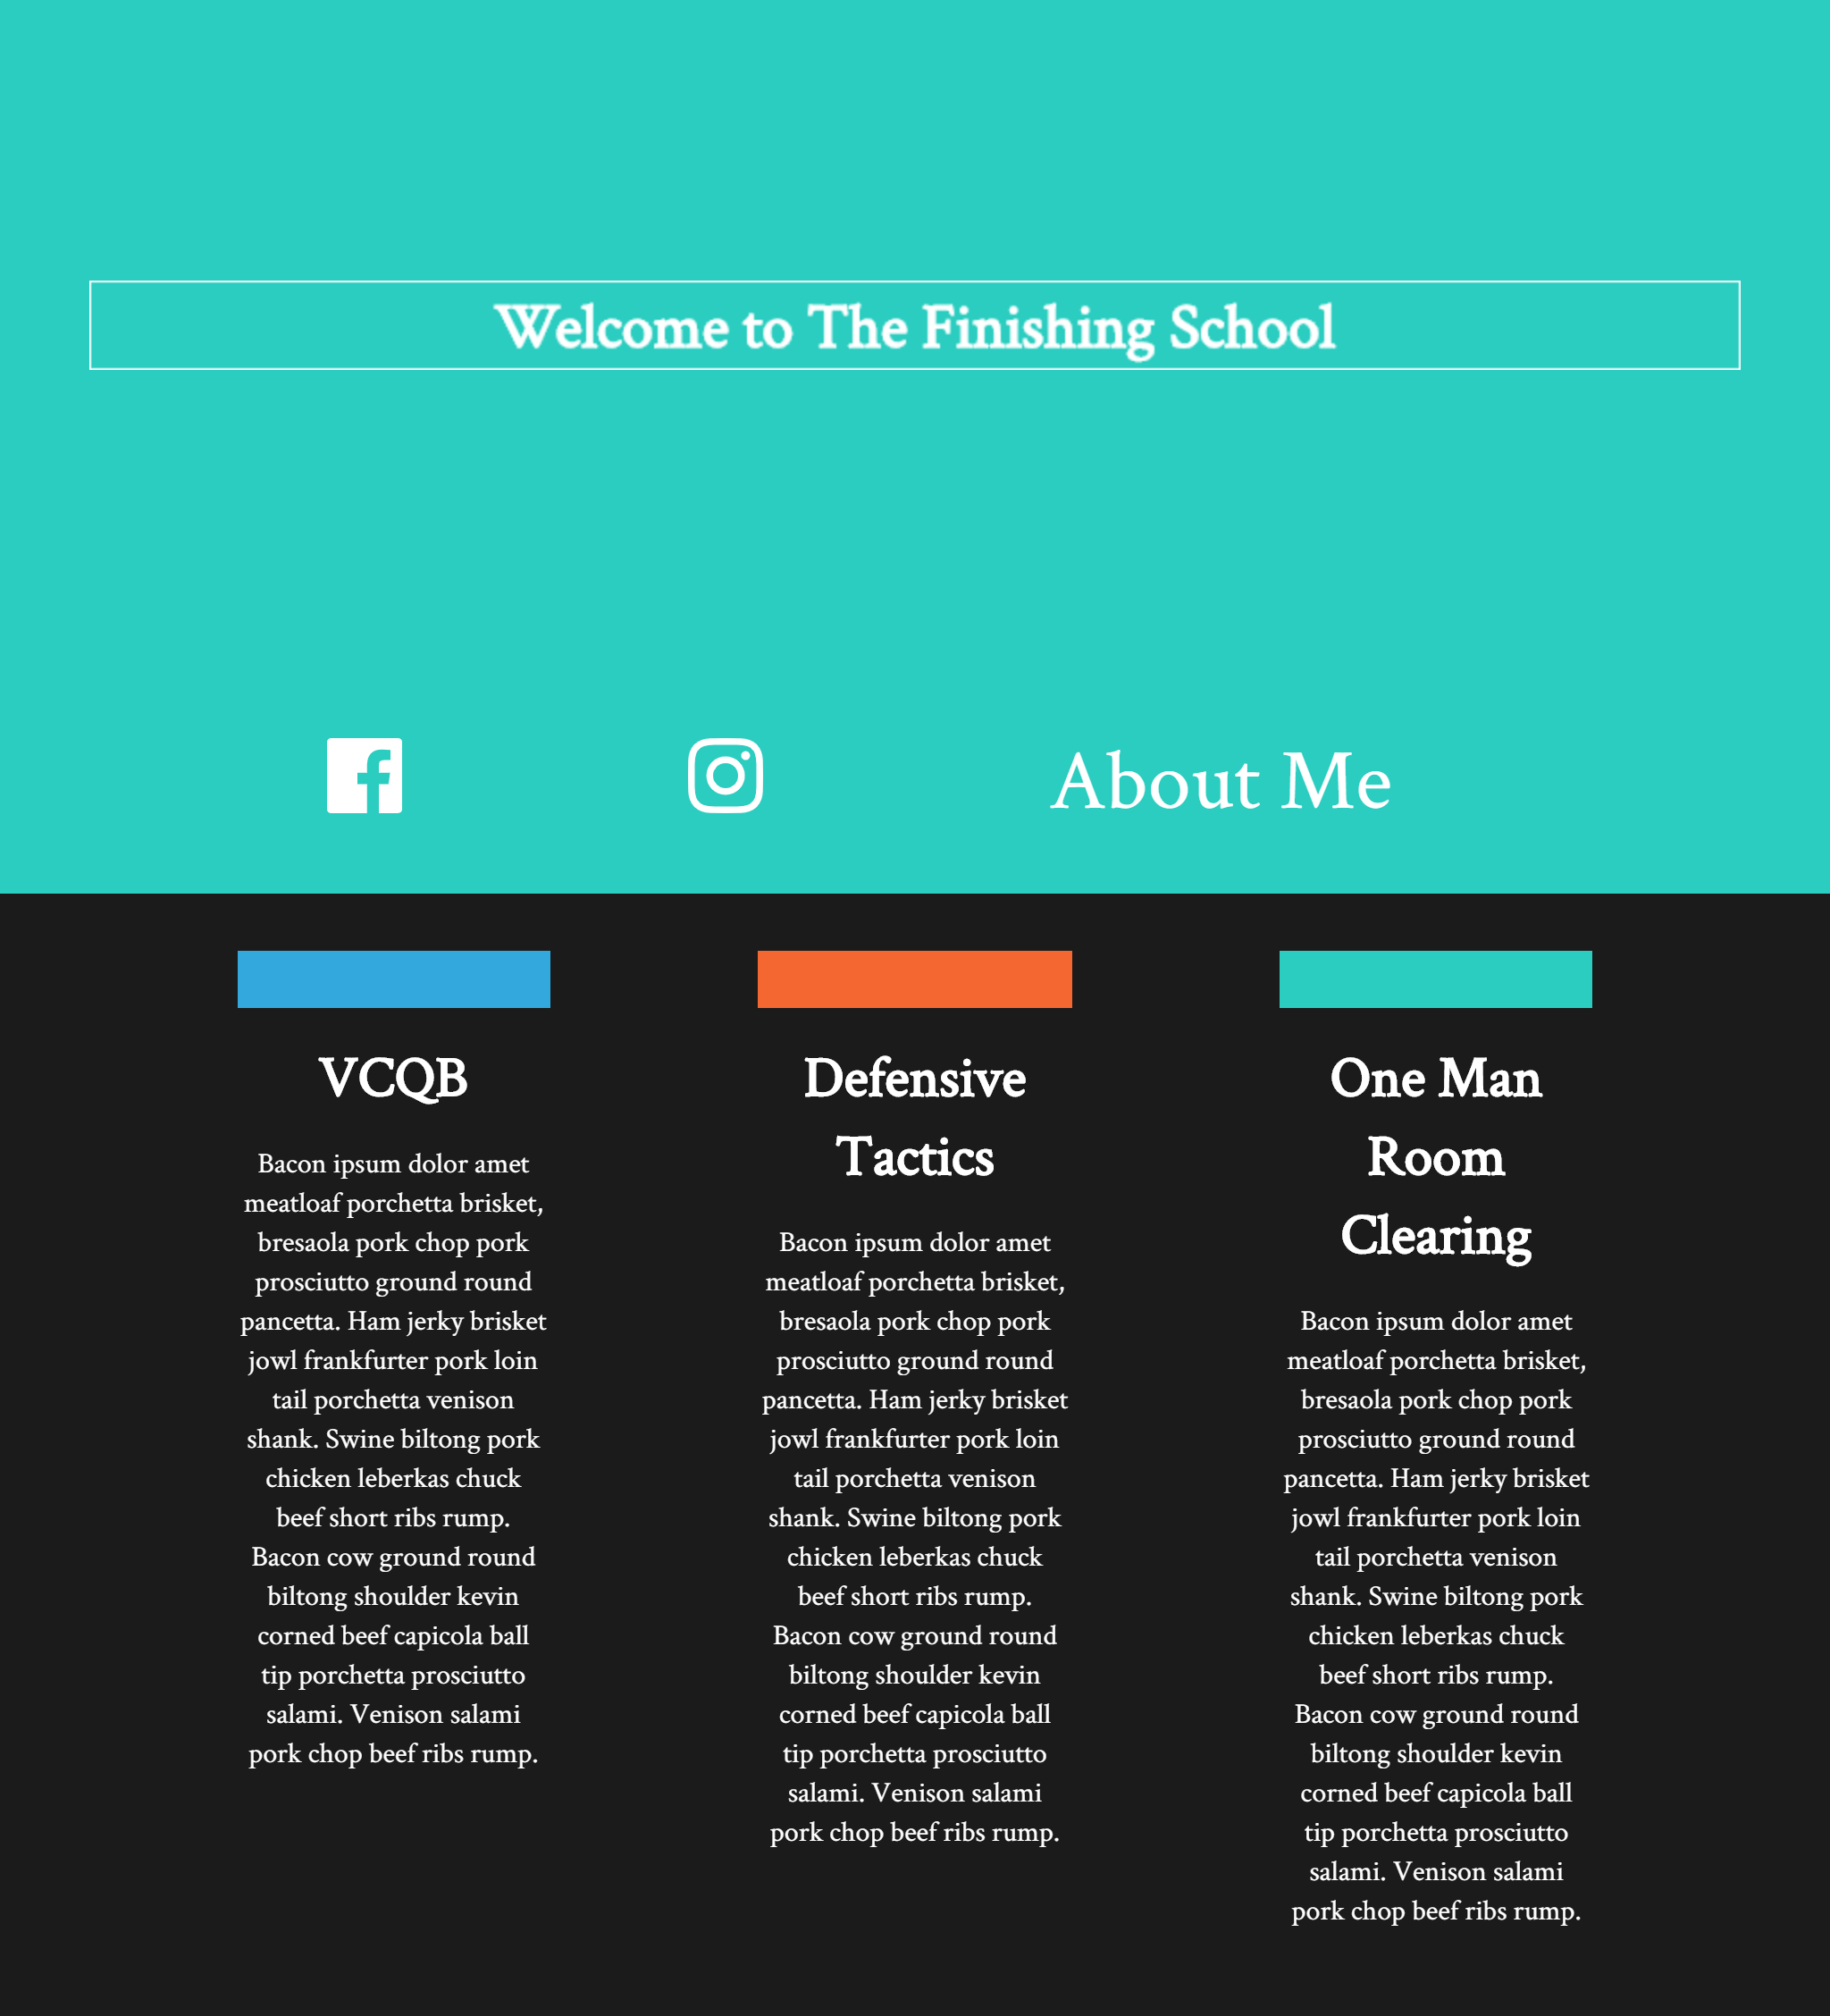 Welcome to The Finishing School
About Me
VCQB
Bacon ipsum dolor amet
meatloaf porchetta brisket,
bresaola pork chop pork
prosciutto ground round
pancetta. Ham jerky brisket
jowl frankfurter pork loin
tail porchetta venison
shank. Swine biltong pork
chicken leberkas chuck
beef short ribs rump.
Bacon cow ground round
biltong shoulder kevin
corned beef capicola ball
tip porchetta prosciutto
salami. Venison salami
pork chop beef ribs rump.
Defensive
Tactics
Bacon ipsum dolor amet
meatloaf porchetta brisket,
bresaola pork chop pork
prosciutto ground round
pancetta. Ham jerky brisket
jowl frankfurter pork loin
tail porchetta venison
shank. Swine biltong pork
chicken leberkas chuck
beef short ribs rump.
Bacon cow ground round
biltong shoulder kevin
corned beef capicola ball
tip porchetta prosciutto
salami. Venison salami
pork chop beef ribs rump.
One Man
Room
Clearing
Bacon ipsum dolor amet
meatloaf porchetta brisket,
bresaola pork chop pork
prosciutto ground round
pancetta. Ham jerky brisket
jowl frankfurter pork loin
tail porchetta venison
shank. Swine biltong pork
chicken leberkas chuck
beef short ribs rump.
Bacon cow ground round
biltong shoulder kevin
corned beef capicola ball
tip porchetta prosciutto
salami. Venison salami
pork chop beef ribs rump.